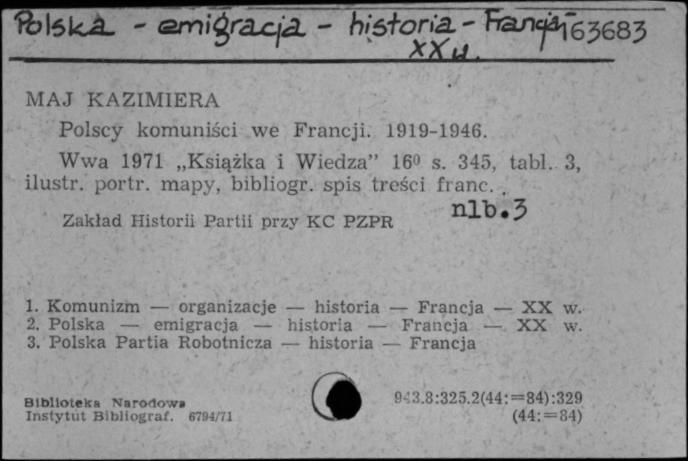 Polska - emigracja - historia - Francja 163683
XX w.
MAJ KAZIMIERA
Polscy komuniści we Francji. 1919-1946.
Wwa 1971 „Książka i Wiedza” 16⁰ s. 345, tabl. 3,
ilustr. portr. mapy, bibliogr. spis treści franc.
nlb.3
Zakład Historii Partii przy KC PZPR
1. Komunizm — organizacje — historia — Francja — XX w.
2. Polska — emigracja — historia — Francja — XX w.
3. Polska Partia Robotnicza — historia — Francja
Biblioteka Narodowa 943.8:325.2(44:=84):329
Instytut Bibliograf. 6794/71 (44:=84)